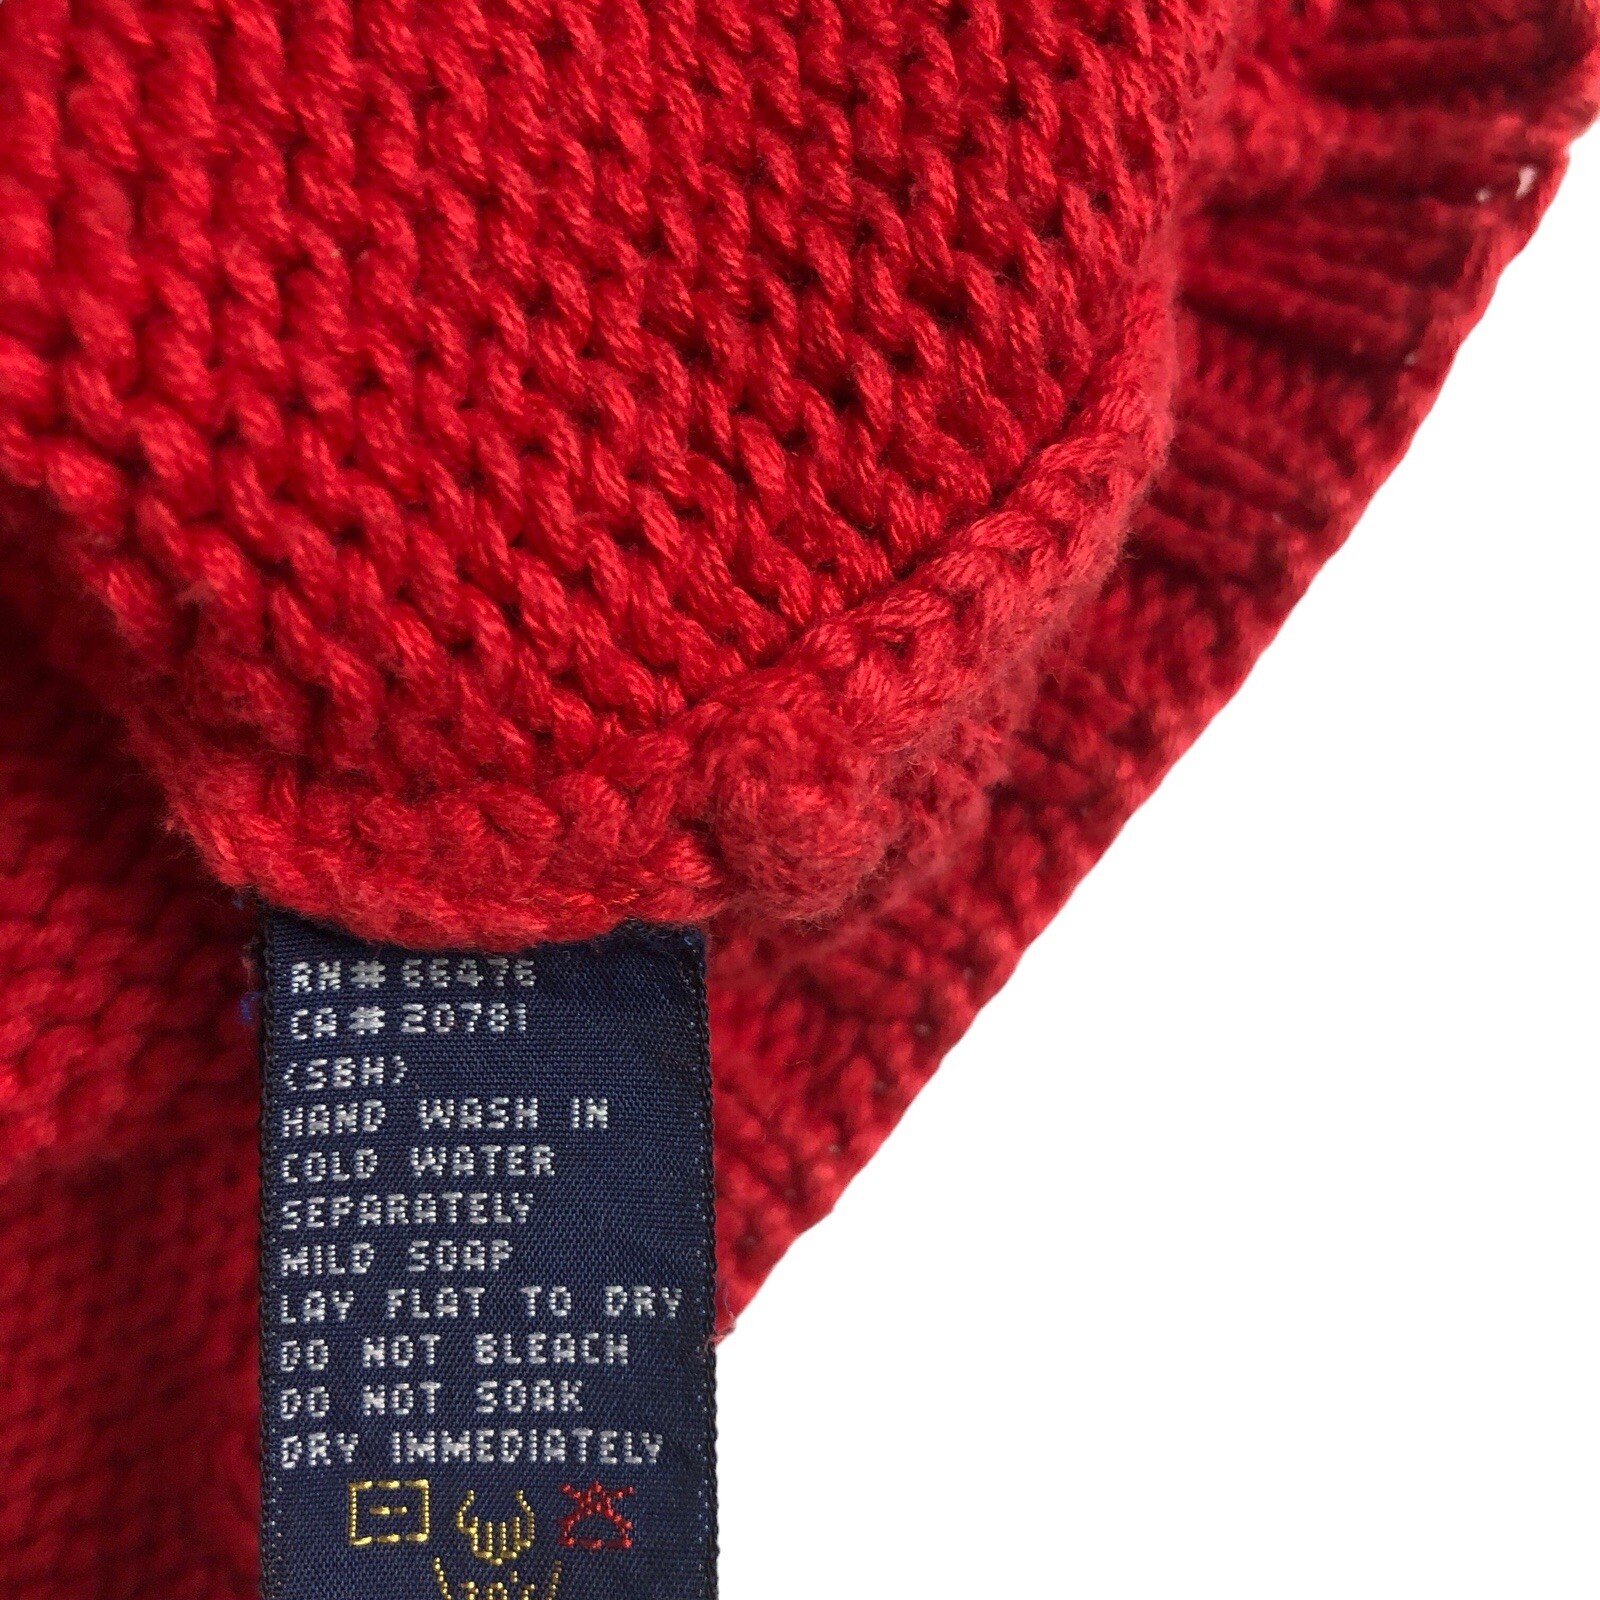 RN# 66476
CA# 20781
(SBH)
HAND WASH IN
COLD WATER
SEPARATELY
MILD SOAP
LAY FLAT TO DRY
DO NOT BLEACH
DO NOT SOAK
DRY IMMEDIATELY